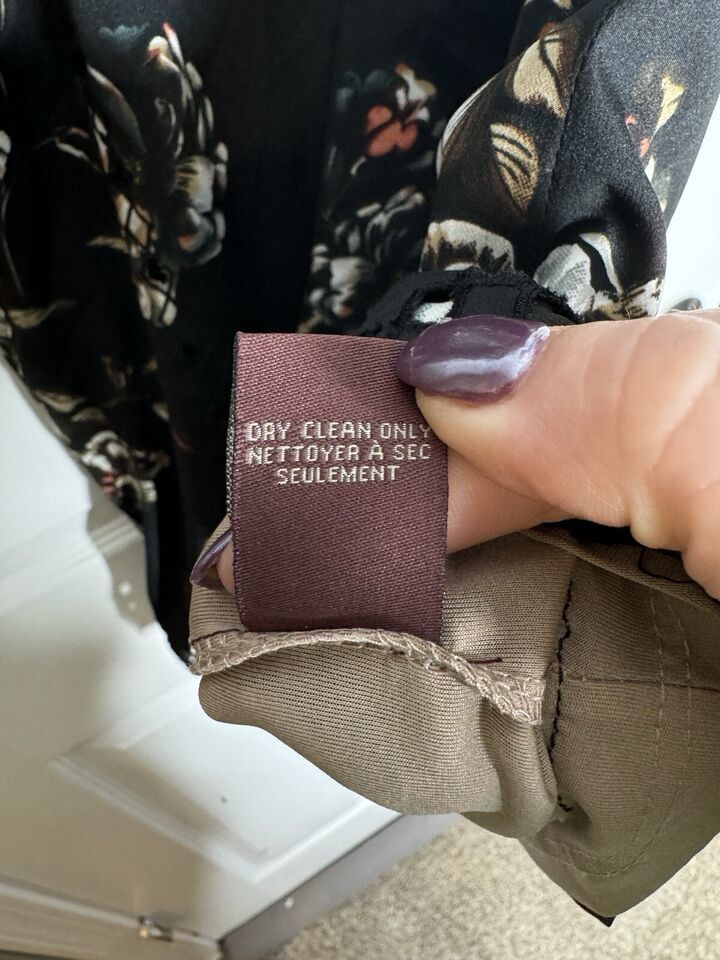 DRY CLEAN ONLY
NETTOYER À SEC
SEULEMENT